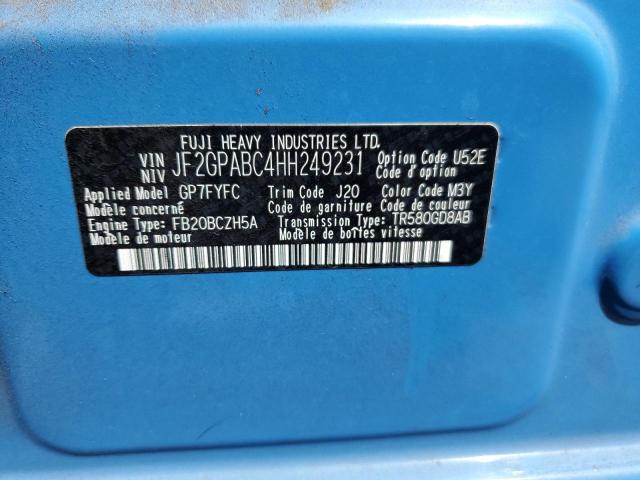 FUJI HEAVY INDUSTRIES LTD.
VIN NIV JF2GPABC4HH249231 Option Code U52E
Code d'option
Applied Model GP7FYFC Trim Code J20 Color Code M3Y
Modèle concerné Code de garniture Code de couleur
Engine Type: FB20BCZH5A Transmission Type: TR580GD8AB
Modèle de moteur Modèle de boîtes vitesse